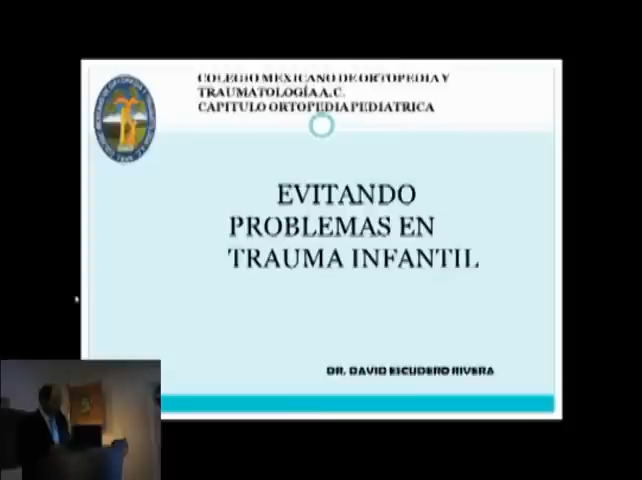 COLEGIO MEXICANO DE ORTOPEDIA Y
TRAUMATOLOGÍA A.C.
CAPITULO ORTOPEDIA PEDIATRICA
EVITANDO
PROBLEMAS EN
TRAUMA INFANTIL
DR. DAVID ESCUDERO RIVERA